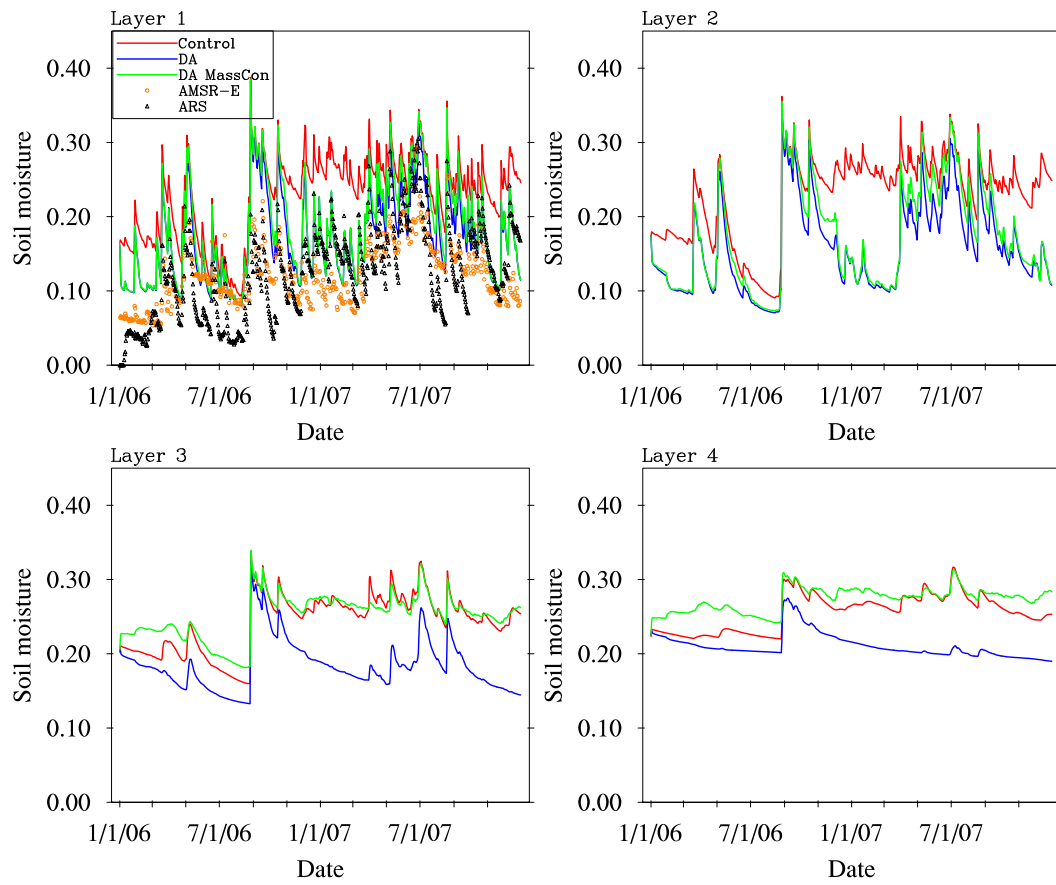 Layer 1
Control
DA
DA MassCon
AMSR-E
ARS
Soil moisture
0.40
0.30
0.20
0.10
0.00
1/1/06 7/1/06 1/1/07 7/1/07
Date
Layer 2
Soil moisture
0.40
0.30
0.20
0.10
0.00
1/1/06 7/1/06 1/1/07 7/1/07
Date
Layer 3
Soil moisture
0.40
0.30
0.20
0.10
0.00
1/1/06 7/1/06 1/1/07 7/1/07
Date
Layer 4
Soil moisture
0.40
0.30
0.20
0.10
0.00
1/1/06 7/1/06 1/1/07 7/1/07
Date